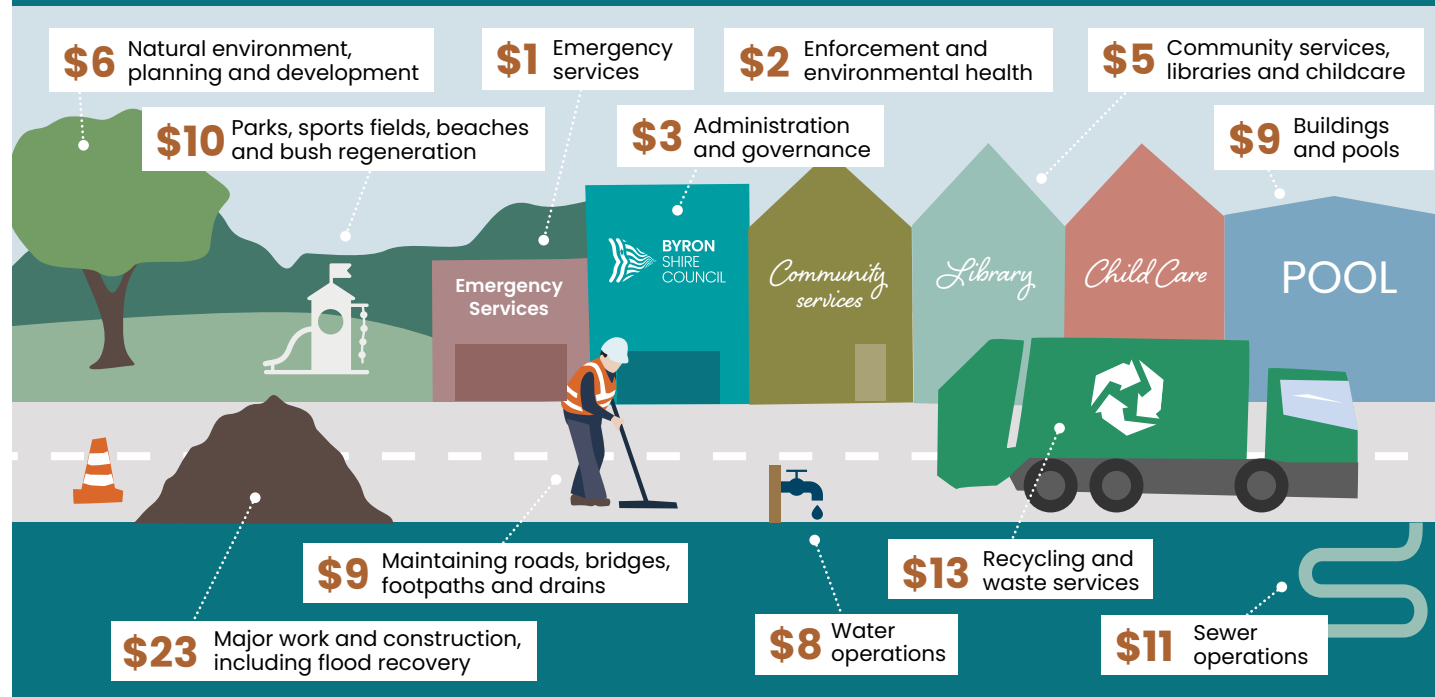 $6 Natural environment,
planning and development
$1 Emergency
services
$2 Enforcement and
environmental health
$5 Community services,
libraries and childcare
$10 Parks, sports fields, beaches
and bush regeneration
$3 Administration
and governance
$9 Buildings
and pools
Emergency
Services
BYRON
SHIRE
COUNCIL
Community
services
Library
Child Care
POOL
$9 Maintaining roads, bridges,
footpaths and drains
$13 Recycling and
waste services
$23 Major work and construction,
including flood recovery
$8 Water
operations
$11 Sewer
operations